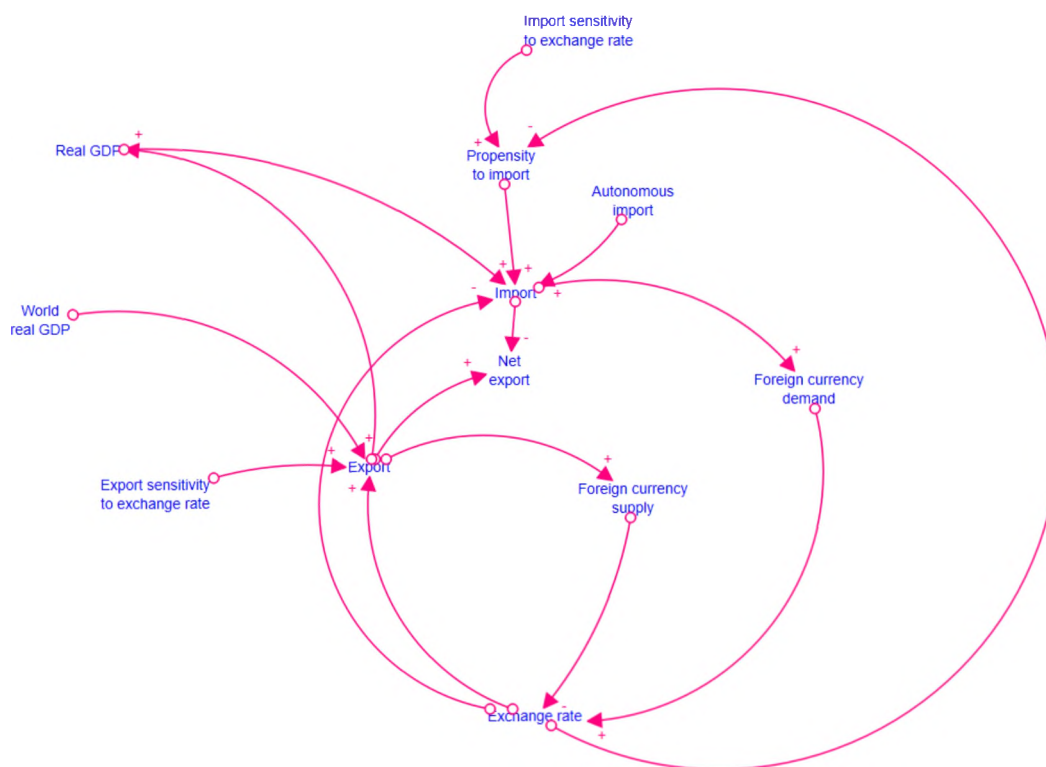 Import sensitivity
to exchange rate
+
-
+
Real GDP
Propensity
to import
Autonomous
import
+
+
-
Import
+
World
real GDP
-
+
Net
export
+
Foreign currency
demand
+
+
+
Export
+
Export sensitivity
to exchange rate
+
Foreign currency
supply
-
Exchange rate
+